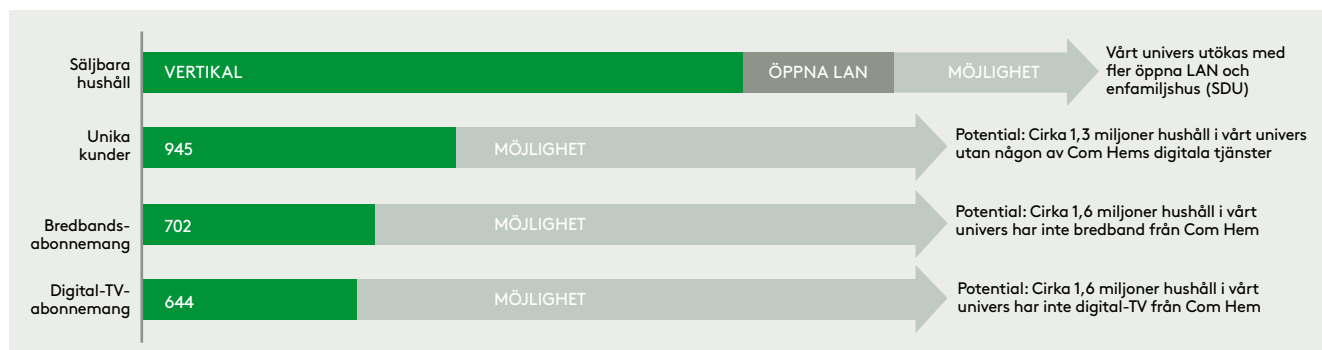 Säljbara
hushåll
VERTIKAL
ÖPPNA LAN
MÖJLIGHET
Vårt univers utökas med
fler öppna LAN och
enfamiljshus (SDU)
Unika
kunder
945
MÖJLIGHET
Potential: Cirka 1,3 miljoner hushåll i vårt univers
utan någon av Com Hems digitala tjänster
Bredbands-
abonnemang
702
MÖJLIGHET
Potential: Cirka 1,6 miljoner hushåll i vårt
univers har inte bredband från Com Hem
Digital-TV-
abonnemang
644
MÖJLIGHET
Potential: Cirka 1,6 miljoner hushåll i vårt
univers har inte digital-TV från Com Hem